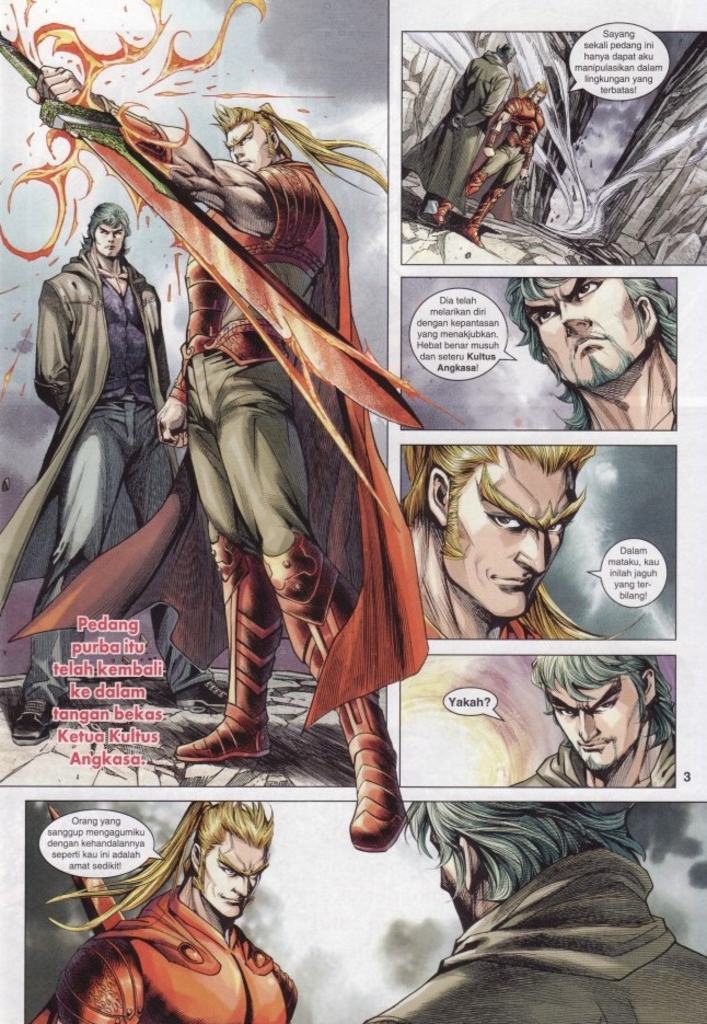 Pedang
purba itu
telah kembali
ke dalam
tangan bekas
Ketua Kultus
Angkasa.
Sayang
sekali pedang ini
hanya dapat aku
manipulasikan dalam
lingkungan yang
terbatas!
Dia telah
melarikan diri
dengan kepantasan
yang menakjubkan.
Hebat benar musuh
dan seteru Kultus
Angkasa!
Dalam
mataku, kau
inilah jaguh
yang ter-
bilang!
Yakah?
3
Orang yang
sanggup mengagumiku
dengan kehandalannya
seperti kau ini adalah
amat sedikit!